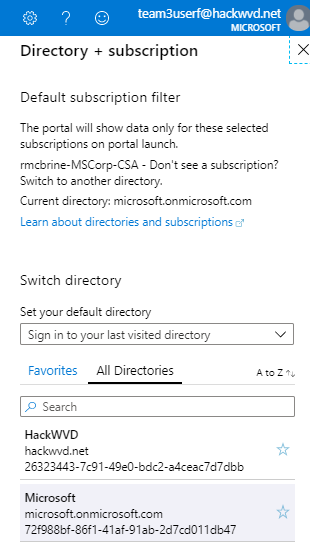 team3userf@hackwvd.net
MICROSOFT
Directory + subscription
Default subscription filter
The portal will show data only for these selected
subscriptions on portal launch.
rmcbrine-MSCorp-CSA - Don't see a subscription?
Switch to another directory.
Current directory: microsoft.onmicrosoft.com
Learn about directories and subscriptions
Switch directory
Set your default directory
Sign in to your last visited directory
Favorites All Directories A to Z ↑↓
Search
HackWVD
hackwvd.net
26323443-7c91-49e0-bdc2-a4ceac7d7dbb
Microsoft
microsoft.onmicrosoft.com
72f988bf-86f1-41af-91ab-2d7cd011db47